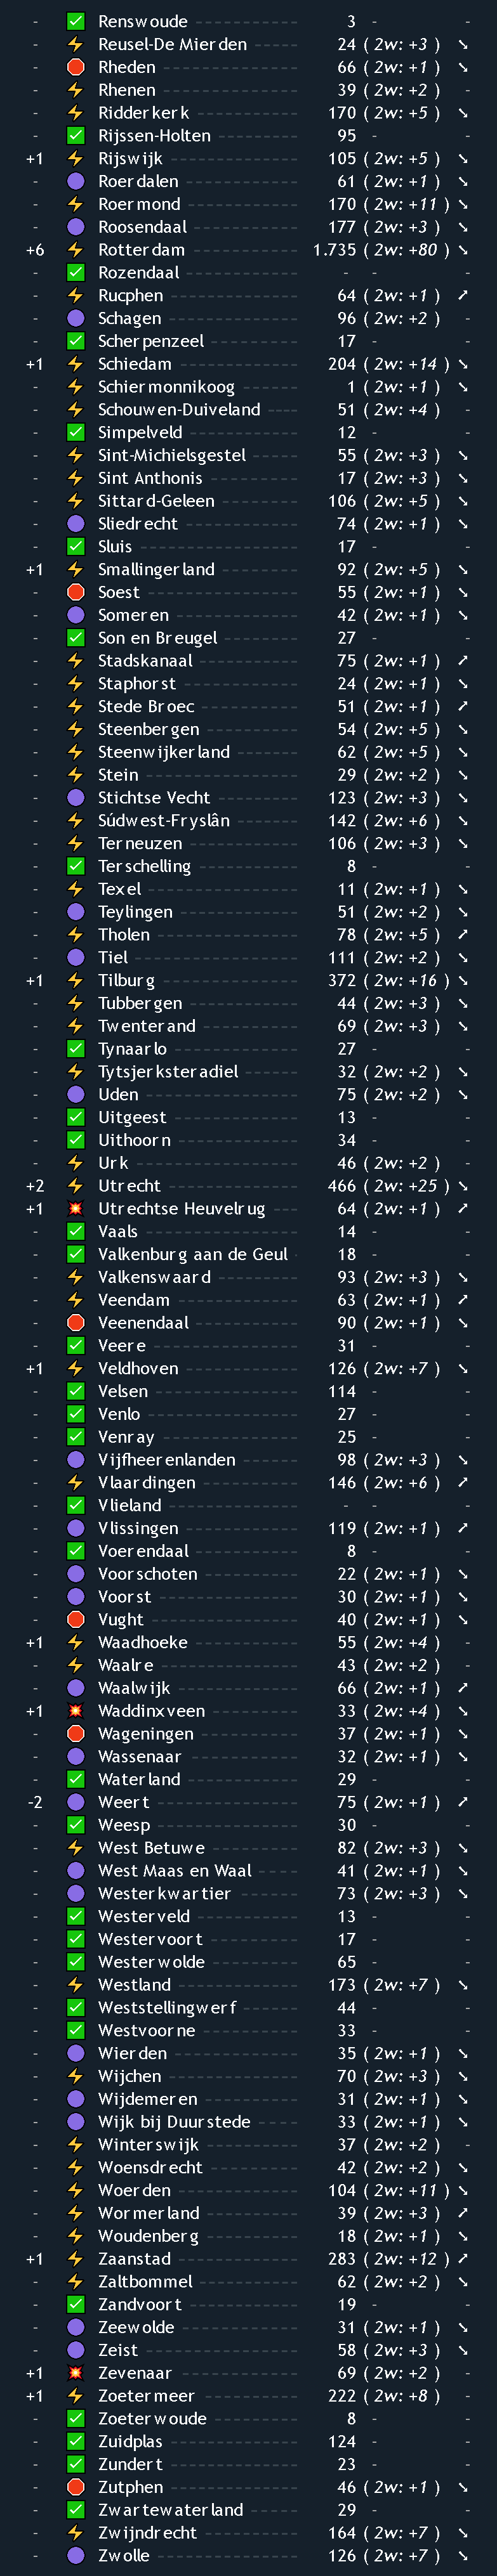 - ✅ Renswoude 3 - -
- ⚡ Reusel-De Mierden 24 ( 2w: +3 ) ↘
- 🛑 Rheden 66 ( 2w: +1 ) ↘
- ⚡ Rhenen 39 ( 2w: +2 ) -
- ⚡ Ridderkerk 170 ( 2w: +5 ) ↘
- ✅ Rijssen-Holten 95 - -
+1 ⚡ Rijswijk 105 ( 2w: +5 ) ↘
- 🟣 Roerdalen 61 ( 2w: +1 ) ↘
- ⚡ Roermond 170 ( 2w: +11 ) ↘
- 🟣 Roosendaal 177 ( 2w: +3 ) ↘
+6 ⚡ Rotterdam 1.735 ( 2w: +80 ) ↘
- ✅ Rozendaal - - -
- ⚡ Rucphen 64 ( 2w: +1 ) ↗
- 🟣 Schagen 96 ( 2w: +2 ) -
- ✅ Scherpenzeel 17 - -
+1 ⚡ Schiedam 204 ( 2w: +14 ) ↘
- ⚡ Schiermonnikoog 1 ( 2w: +1 ) ↘
- ⚡ Schouwen-Duiveland 51 ( 2w: +4 ) -
- ✅ Simpelveld 12 - -
- ⚡ Sint-Michielsgestel 55 ( 2w: +3 ) ↘
- ⚡ Sint Anthonis 17 ( 2w: +3 ) ↘
- ⚡ Sittard-Geleen 106 ( 2w: +5 ) ↘
- 🟣 Sliedrecht 74 ( 2w: +1 ) ↘
- ✅ Sluis 17 - -
+1 ⚡ Smallingerland 92 ( 2w: +5 ) ↘
- 🛑 Soest 55 ( 2w: +1 ) ↘
- 🟣 Someren 42 ( 2w: +1 ) ↘
- ✅ Son en Breugel 27 - -
- ⚡ Stadskanaal 75 ( 2w: +1 ) ↗
- ⚡ Staphorst 24 ( 2w: +1 ) ↘
- ⚡ Stede Broec 51 ( 2w: +1 ) ↗
- ⚡ Steenbergen 54 ( 2w: +5 ) ↘
- ⚡ Steenwijkerland 62 ( 2w: +5 ) ↘
- ⚡ Stein 29 ( 2w: +2 ) ↘
- 🟣 Stichtse Vecht 123 ( 2w: +3 ) ↘
- ⚡ Súdwest-Fryslân 142 ( 2w: +6 ) ↘
- ⚡ Terneuzen 106 ( 2w: +3 ) ↘
- ✅ Terschelling 8 - -
- ⚡ Texel 11 ( 2w: +1 ) ↘
- 🟣 Teylingen 51 ( 2w: +2 ) ↘
- ⚡ Tholen 78 ( 2w: +5 ) ↗
- 🟣 Tiel 111 ( 2w: +2 ) ↘
+1 ⚡ Tilburg 372 ( 2w: +16 ) ↘
- ⚡ Tubbergen 44 ( 2w: +3 ) ↘
- ⚡ Twenterand 69 ( 2w: +3 ) ↘
- ✅ Tynaarlo 27 - -
- ⚡ Tytsjerksteradiel 32 ( 2w: +2 ) ↘
- 🟣 Uden 75 ( 2w: +2 ) ↘
- ✅ Uitgeest 13 - -
- ✅ Uithoorn 34 - -
- ⚡ Urk 46 ( 2w: +2 ) -
+2 ⚡ Utrecht 466 ( 2w: +25 ) ↘
+1 💥 Utrechtse Heuvelrug 64 ( 2w: +1 ) ↗
- ✅ Vaals 14 - -
- ✅ Valkenburg aan de Geul 18 - -
- ⚡ Valkenswaard 93 ( 2w: +3 ) ↘
- ⚡ Veendam 63 ( 2w: +1 ) ↗
- 🛑 Veenendaal 90 ( 2w: +1 ) ↘
- ✅ Veere 31 - -
+1 ⚡ Veldhoven 126 ( 2w: +7 ) ↘
- ✅ Velsen 114 - -
- ✅ Venlo 27 - -
- ✅ Venray 25 - -
- 🟣 Vijfheerenlanden 98 ( 2w: +3 ) ↘
- ⚡ Vlaardingen 146 ( 2w: +6 ) ↗
- ✅ Vlieland - - -
- 🟣 Vlissingen 119 ( 2w: +1 ) ↗
- ✅ Voerendaal 8 - -
- 🟣 Voorschoten 22 ( 2w: +1 ) ↘
- 🟣 Voorst 30 ( 2w: +1 ) ↘
- 🛑 Vught 40 ( 2w: +1 ) ↘
+1 ⚡ Waadhoeke 55 ( 2w: +4 ) -
- ⚡ Waalre 43 ( 2w: +2 ) -
- 🟣 Waalwijk 66 ( 2w: +1 ) ↗
+1 💥 Waddinxveen 33 ( 2w: +4 ) ↘
- 🛑 Wageningen 37 ( 2w: +1 ) ↘
- 🟣 Wassenaar 32 ( 2w: +1 ) ↘
- ✅ Waterland 29 - -
-2 🟣 Weert 75 ( 2w: +1 ) ↗
- ✅ Weesp 30 - -
- ⚡ West Betuwe 82 ( 2w: +3 ) ↘
- 🟣 West Maas en Waal 41 ( 2w: +1 ) ↘
- 🟣 Westerkwartier 73 ( 2w: +3 ) ↘
- ✅ Westerveld 13 - -
- ✅ Westervoort 17 - -
- ✅ Westerwolde 65 - -
- ⚡ Westland 173 ( 2w: +7 ) ↘
- ✅ Weststellingwerf 44 - -
- ✅ Westvoorne 33 - -
- 🟣 Wierden 35 ( 2w: +1 ) ↘
- ⚡ Wijchen 70 ( 2w: +3 ) ↘
- 🟣 Wijdemeren 31 ( 2w: +1 ) ↘
- 🟣 Wijk bij Duurstede 33 ( 2w: +1 ) ↘
- ⚡ Winterswijk 37 ( 2w: +2 ) -
- ⚡ Woensdrecht 42 ( 2w: +2 ) ↘
- ⚡ Woerden 104 ( 2w: +11 ) ↘
- ⚡ Wormerland 39 ( 2w: +3 ) ↗
- ⚡ Woudenberg 18 ( 2w: +1 ) ↘
+1 ⚡ Zaanstad 283 ( 2w: +12 ) ↗
- ⚡ Zaltbommel 62 ( 2w: +2 ) ↘
- ✅ Zandvoort 19 - -
- 🟣 Zeewolde 31 ( 2w: +1 ) ↘
- 🟣 Zeist 58 ( 2w: +3 ) ↘
+1 💥 Zevenaar 69 ( 2w: +2 ) -
+1 ⚡ Zoetermeer 222 ( 2w: +8 ) -
- ✅ Zoeterwoude 8 - -
- ✅ Zuidplas 124 - -
- ✅ Zundert 23 - -
- 🛑 Zutphen 46 ( 2w: +1 ) ↘
- ✅ Zwartewaterland 29 - -
- ⚡ Zwijndrecht 164 ( 2w: +7 ) ↘
- 🟣 Zwolle 126 ( 2w: +7 ) ↘